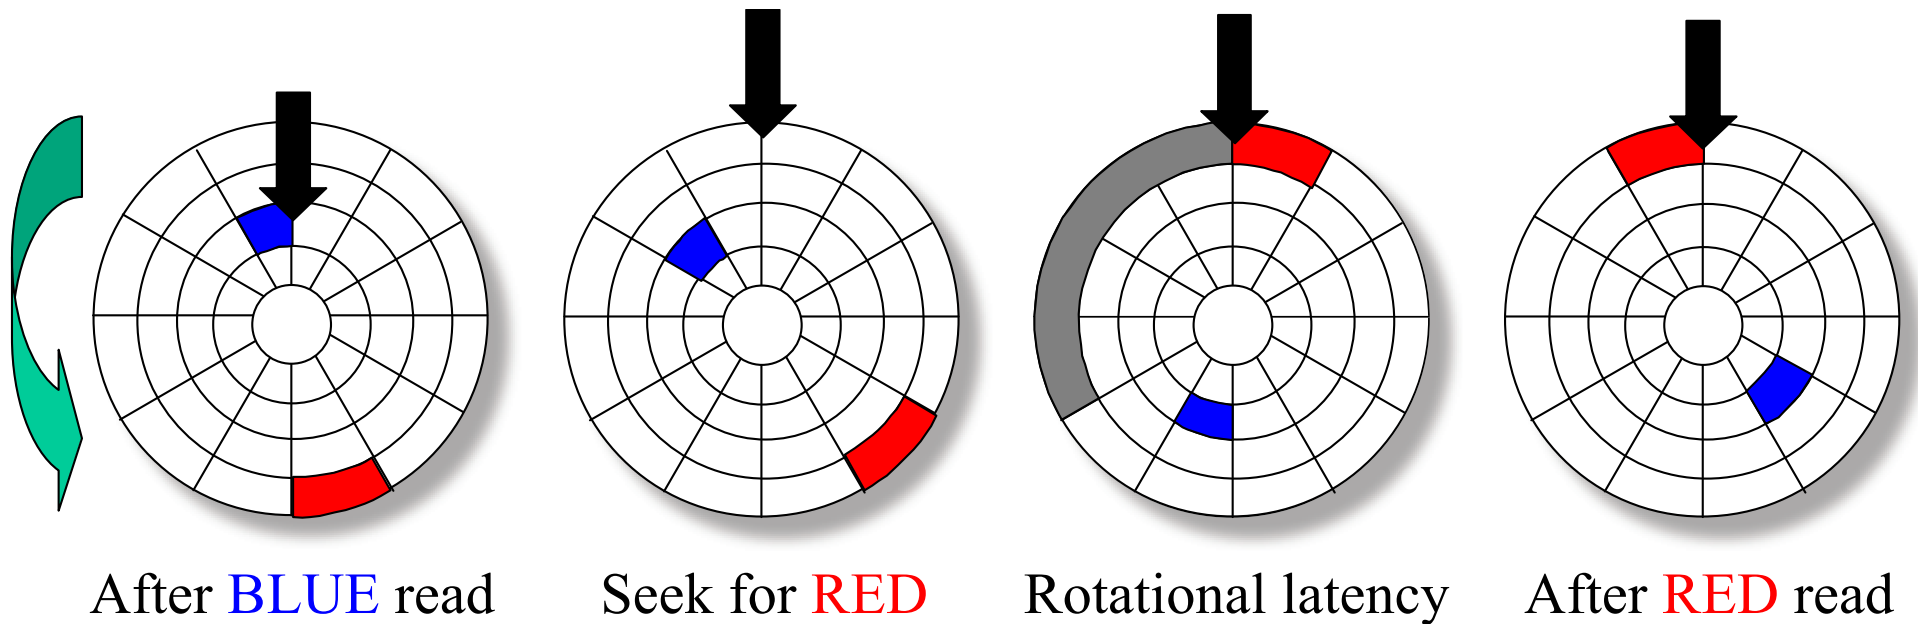 After BLUE read
Seek for RED
Rotational latency
After RED read